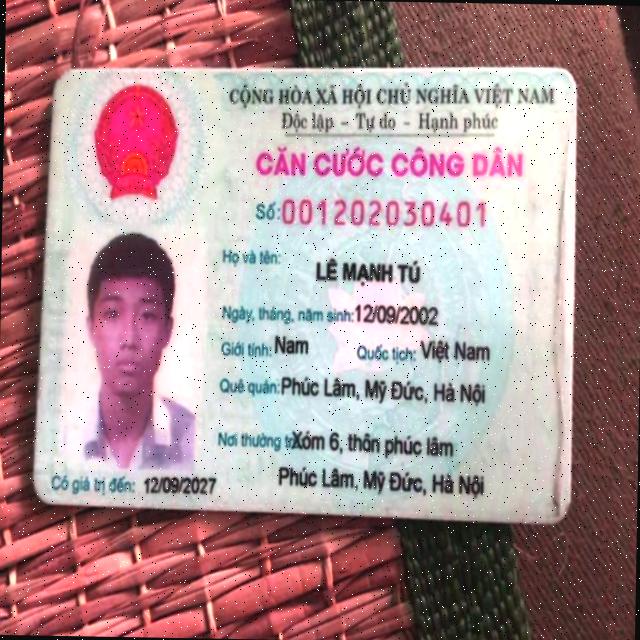 CỘNG HÒA XÃ HỘI CHỦ NGHĨA VIỆT NAM
Độc lập - Tự do - Hạnh phúc
CĂN CƯỚC CÔNG DÂN
Số: 001202030401
Họ và tên:
LÊ MẠNH TÚ
Ngày, tháng, năm sinh: 12/09/2002
Giới tính: Nam Quốc tịch: Việt Nam
Quê quán: Phúc Lâm, Mỹ Đức, Hà Nội
Nơi thường tr Xóm 6, thôn phúc lâm
Phúc Lâm, Mỹ Đức, Hà Nội
Có giá trị đến: 12/09/2027